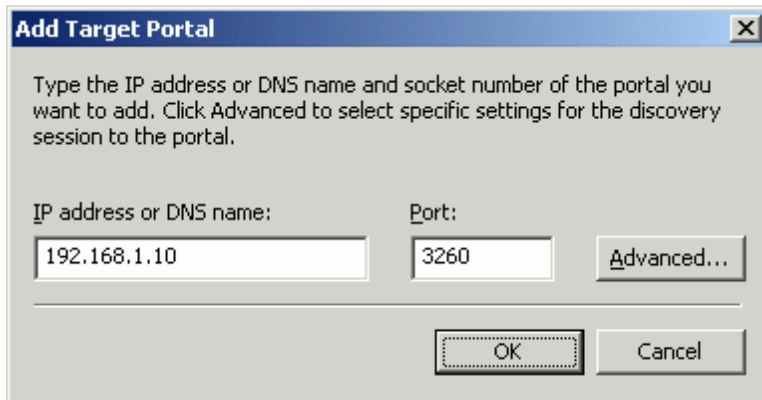 Add Target Portal
Type the IP address or DNS name and socket number of the portal you
want to add. Click Advanced to select specific settings for the discovery
session to the portal.
IP address or DNS name: Port:
192.168.1.10 3260 Advanced...
OK Cancel